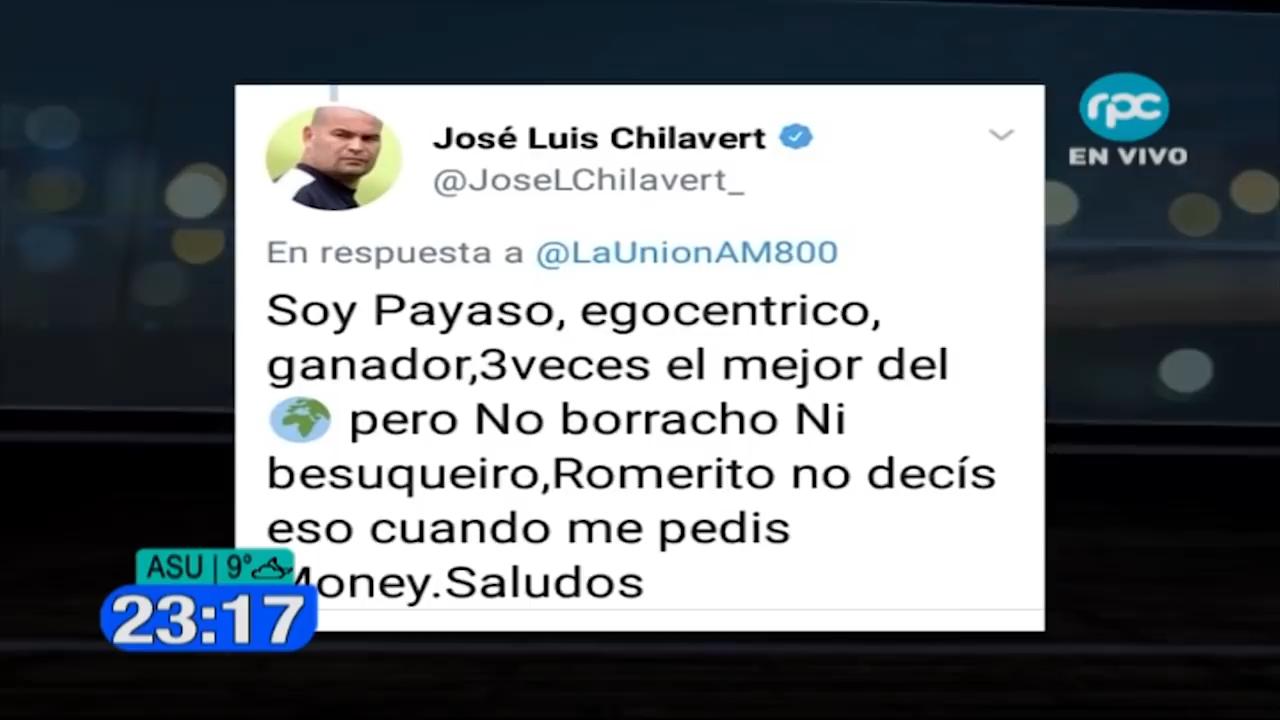 José Luis Chilavert
@JoseLChilavert_
En respuesta a @LaUnionAM800
Soy Payaso, egocentrico,
ganador,3veces el mejor del
pero No borracho Ni
besuqueiro,Romerito no decís
eso cuando me pedis
Money.Saludos
rpc
EN VIVO
ASU | 9°
23:17